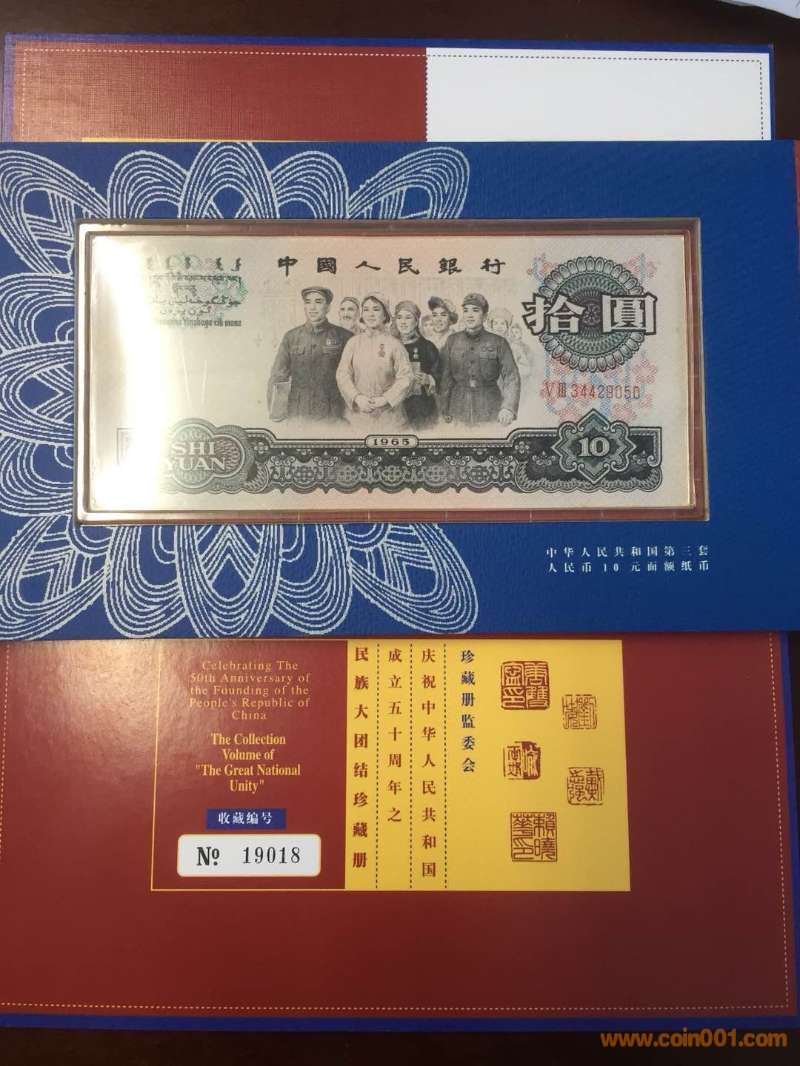 中國人民銀行
拾圓
VⅢ34429050
1965
SHI
YUAN
10
中华人民共和国第三套
人民币10元面额纸币
Celebrating The
50th Anniversary of
the Founding of the
People's Republic of
China
The Collection
Volume of
"The Great National
Unity"
收藏编号
№ 19018
珍藏册监委会
庆祝中华人民共和国
成立五十周年之
民族大团结珍藏册
www.coin001.com